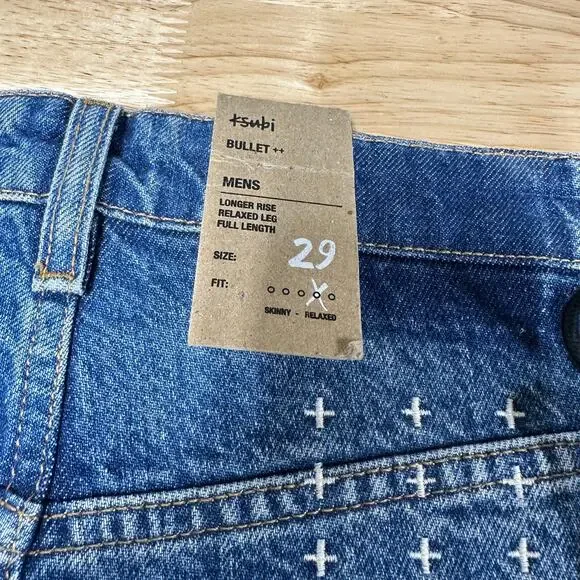 tsubi
BULLET ++
MENS
LONGER RISE
RELAXED LEG
FULL LENGTH
SIZE: 29
FIT: X
SKINNY - RELAXED